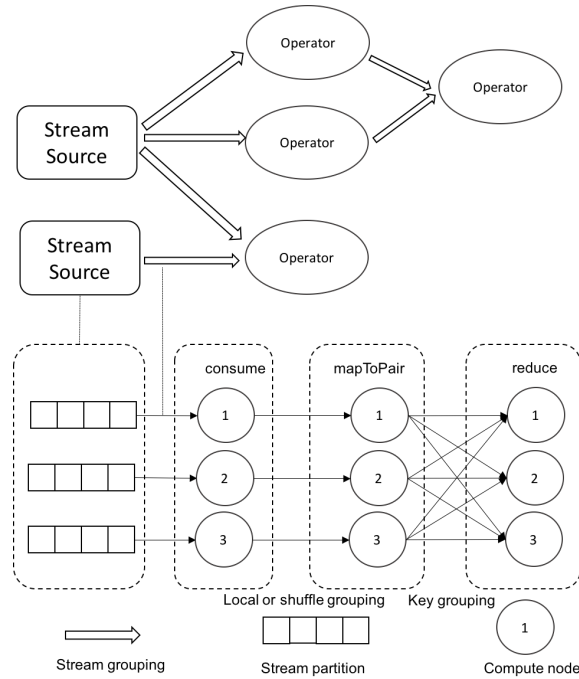 Operator
Operator
Stream
Source
Operator
Stream
Source
Operator
consume
mapToPair
reduce
1
1
1
2
2
2
3
3
3
Local or shuffle grouping
Key grouping
1
Stream grouping
Stream partition
Compute node